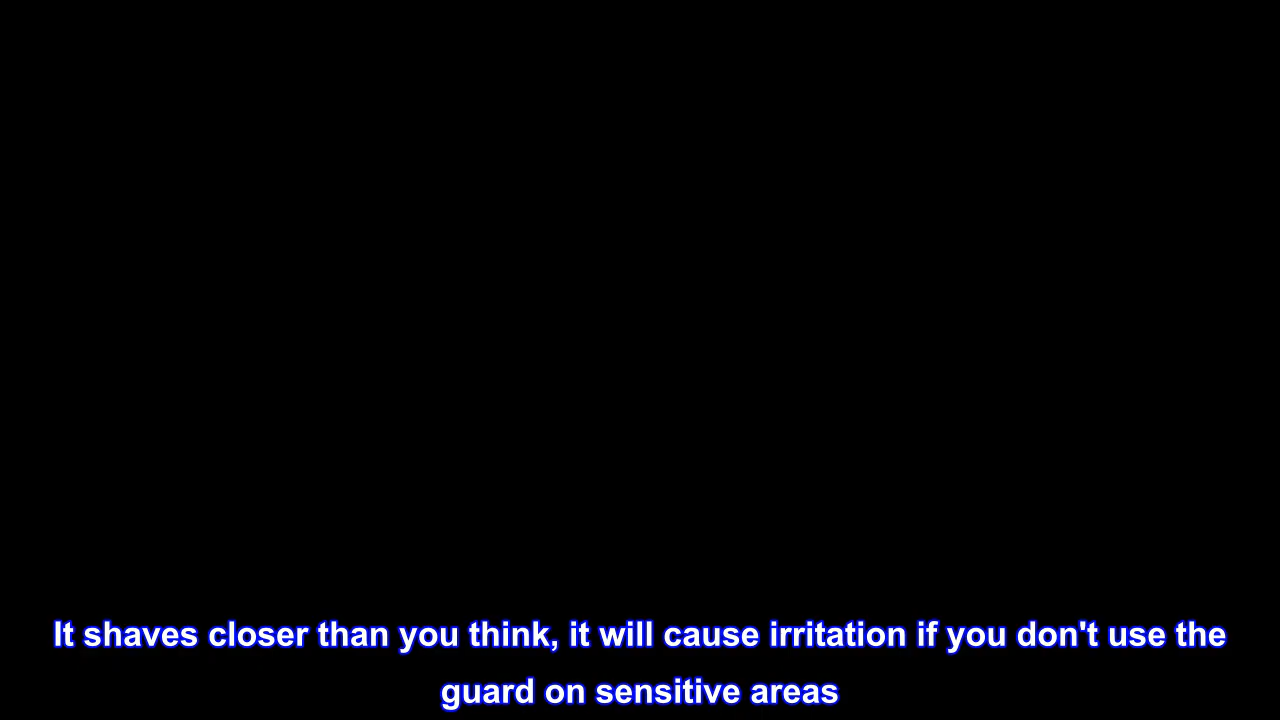 It shaves closer than you think, it will cause irritation if you don't use the
guard on sensitive areas